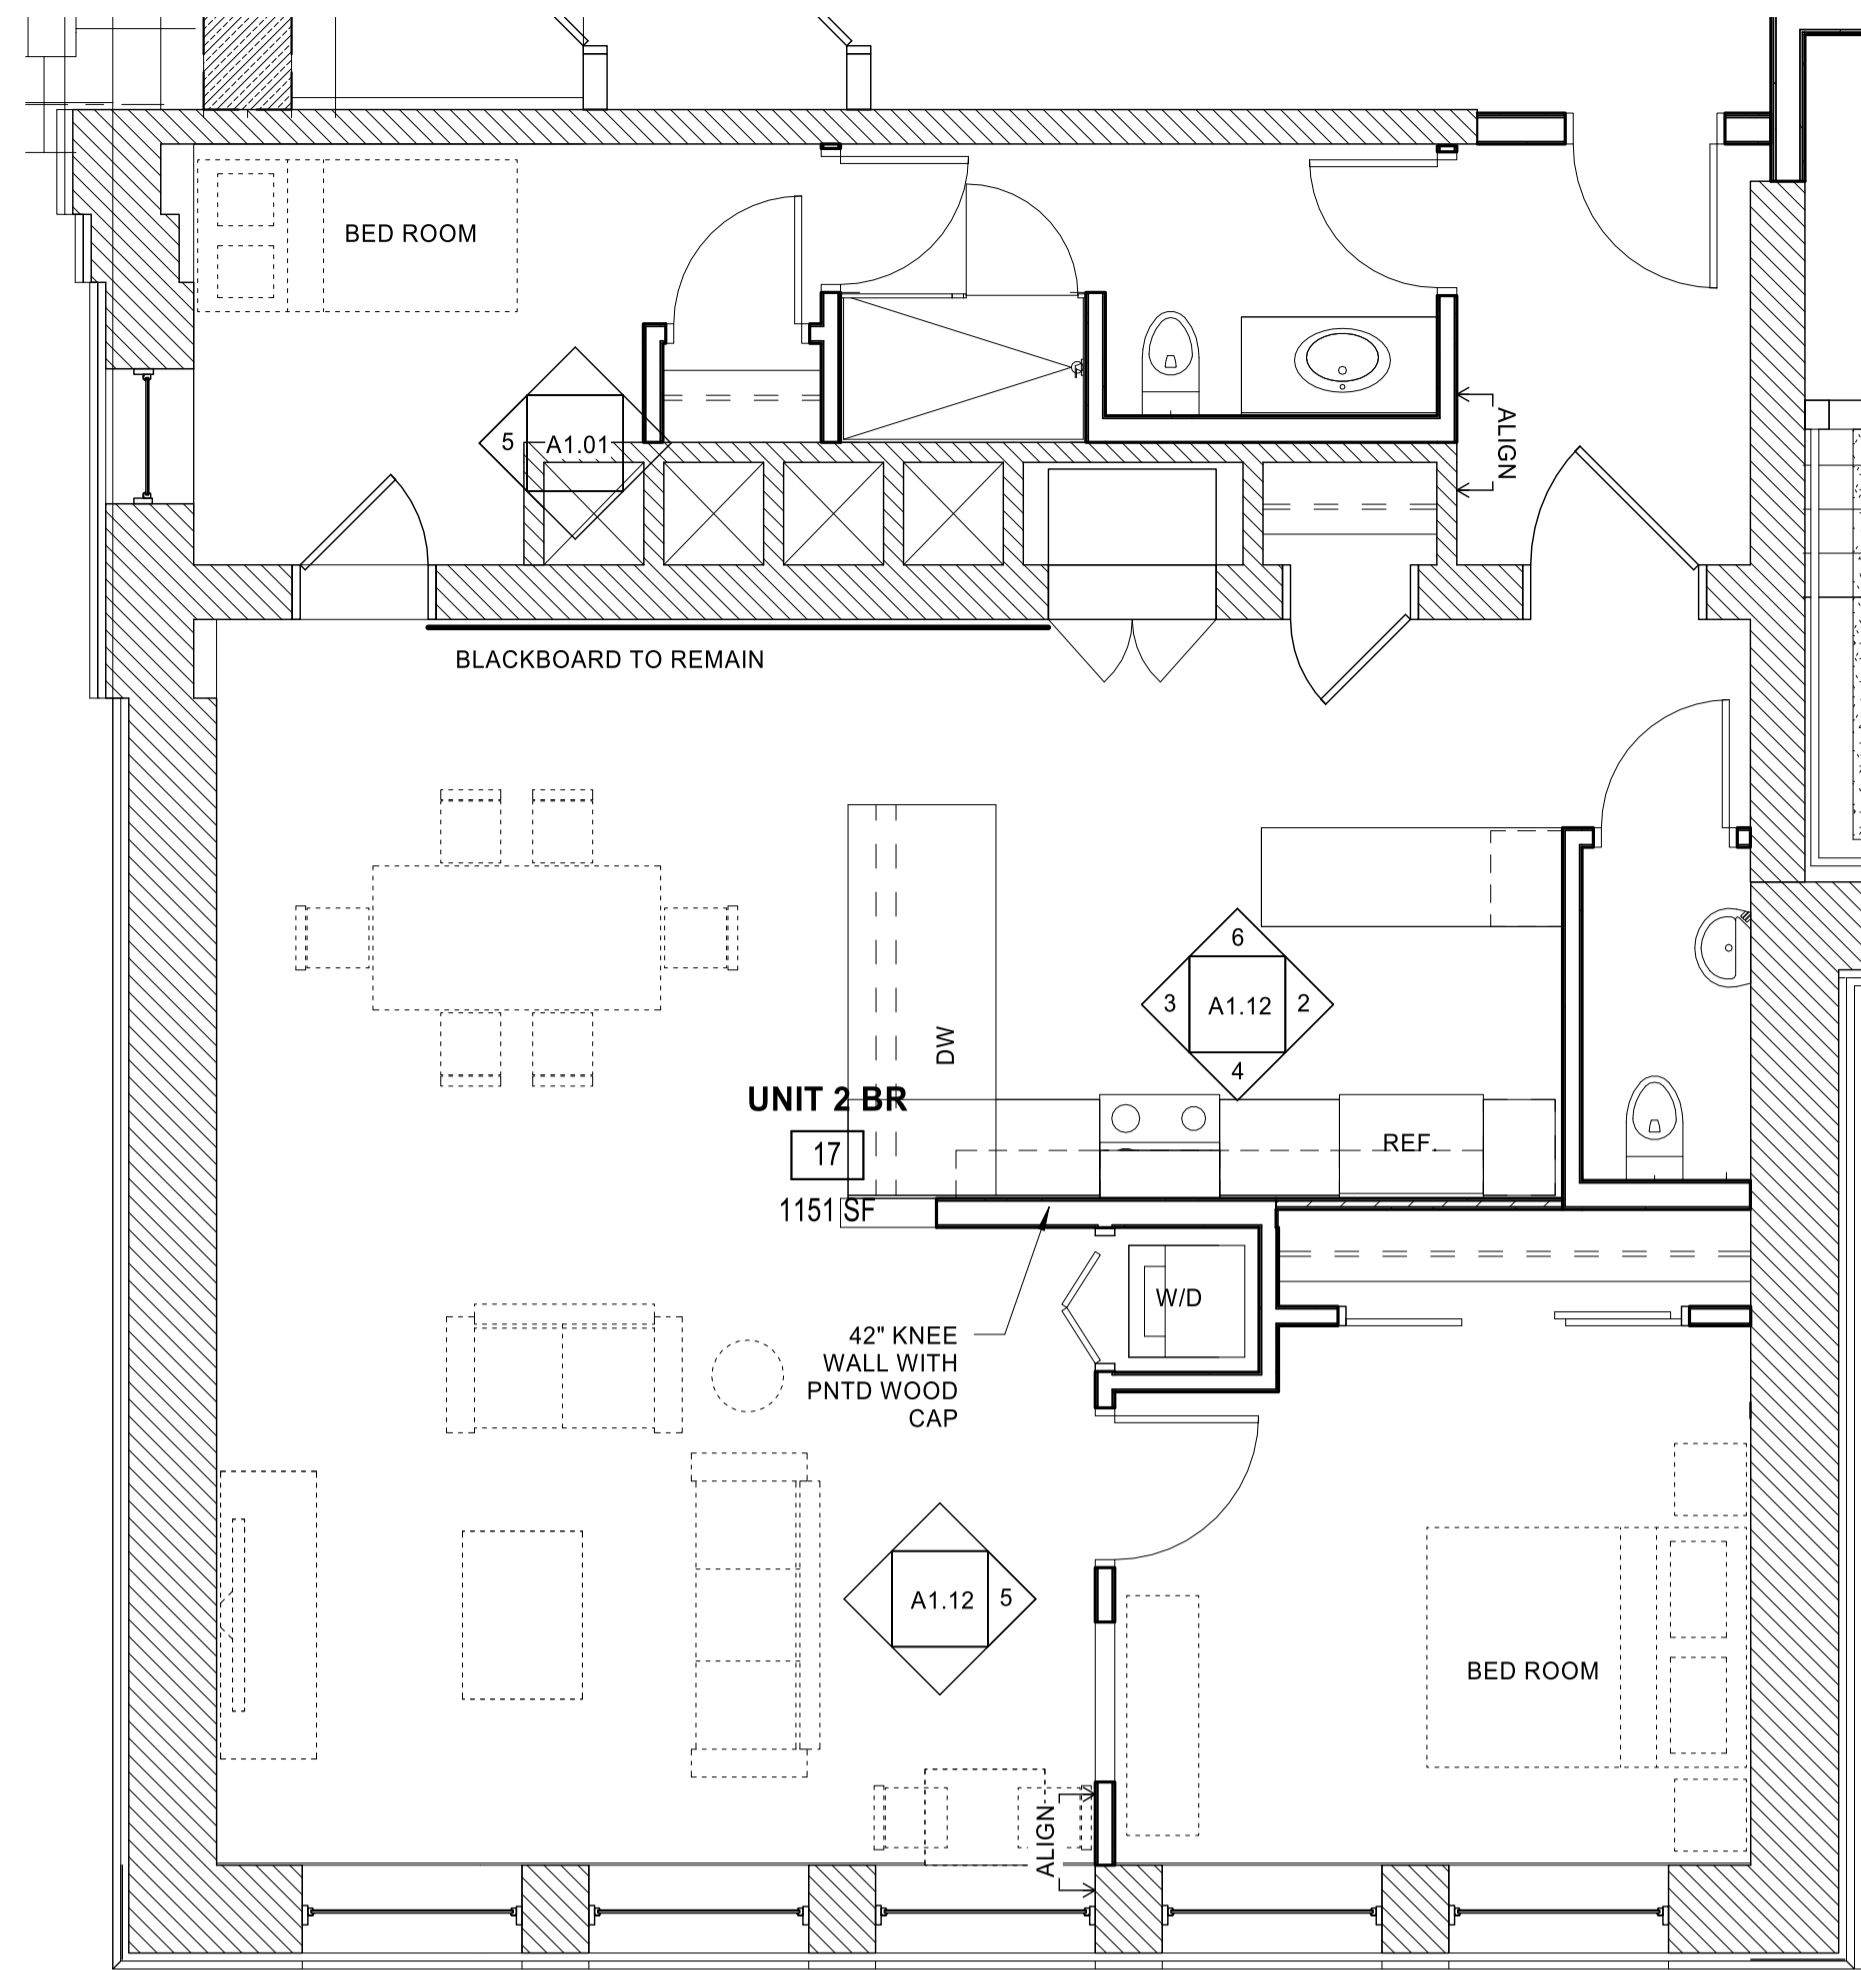 BED ROOM
5
A1.01
ALIGN
BLACKBOARD TO REMAIN
6
3
A1.12
2
4
DW
UNIT 2 BR
17
1151 SF
REF.
W/D
42" KNEE
WALL WITH
PNTD WOOD
CAP
A1.12
5
BED ROOM
ALIGN